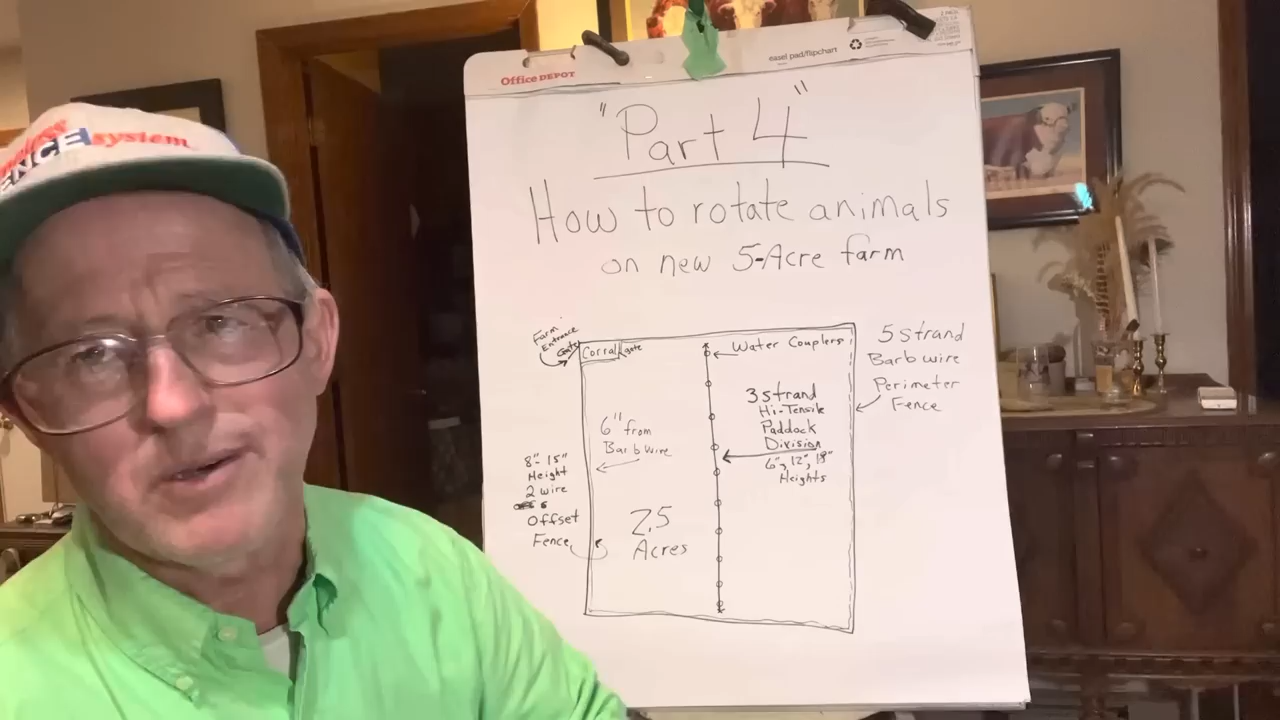 Office DEPOT
easel pad/flipchart
"Part 4"
How to rotate animals
on new 5-Acre farm
Farm
Entrance
Gate
Corral
gate
Water Couplers
5 strand
Barb wire
Perimeter
Fence
3 strand
Hi-Tensile
Paddock
Division
6", 12", 18"
Heights
6" from
Barb wire
8"- 15"
Height
2 wire
Offset
Fence
2.5
Acres
FENCE system